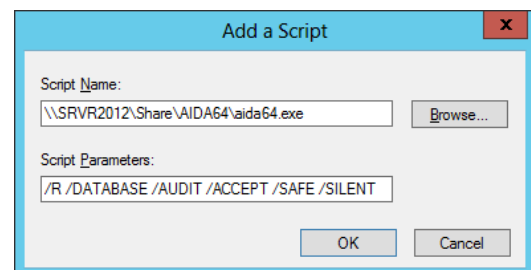 Add a Script
x
Script Name:
\\SRVR2012\Share\AIDA64\aida64.exe
Browse...
Script Parameters:
/R /DATABASE /AUDIT /ACCEPT /SAFE /SILENT
OK
Cancel